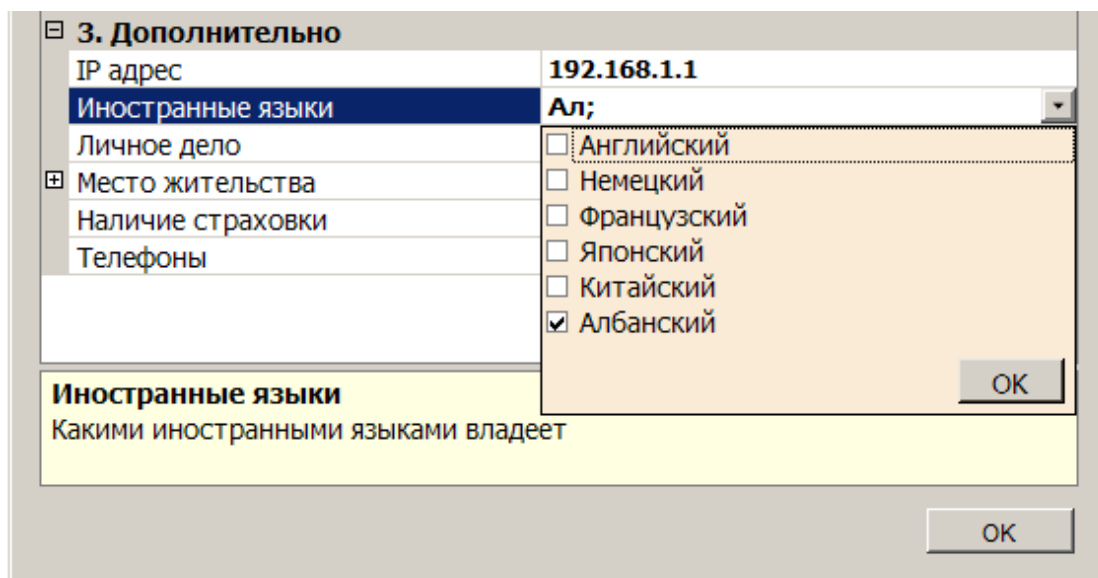 3. Дополнительно
IP адрес 192.168.1.1
Иностранные языки Ал;
Личное дело
Место жительства
Наличие страховки
Телефоны
Английский
Немецкий
Французский
Японский
Китайский
Албанский
OK
Иностранные языки
Какими иностранными языками владеет
OK